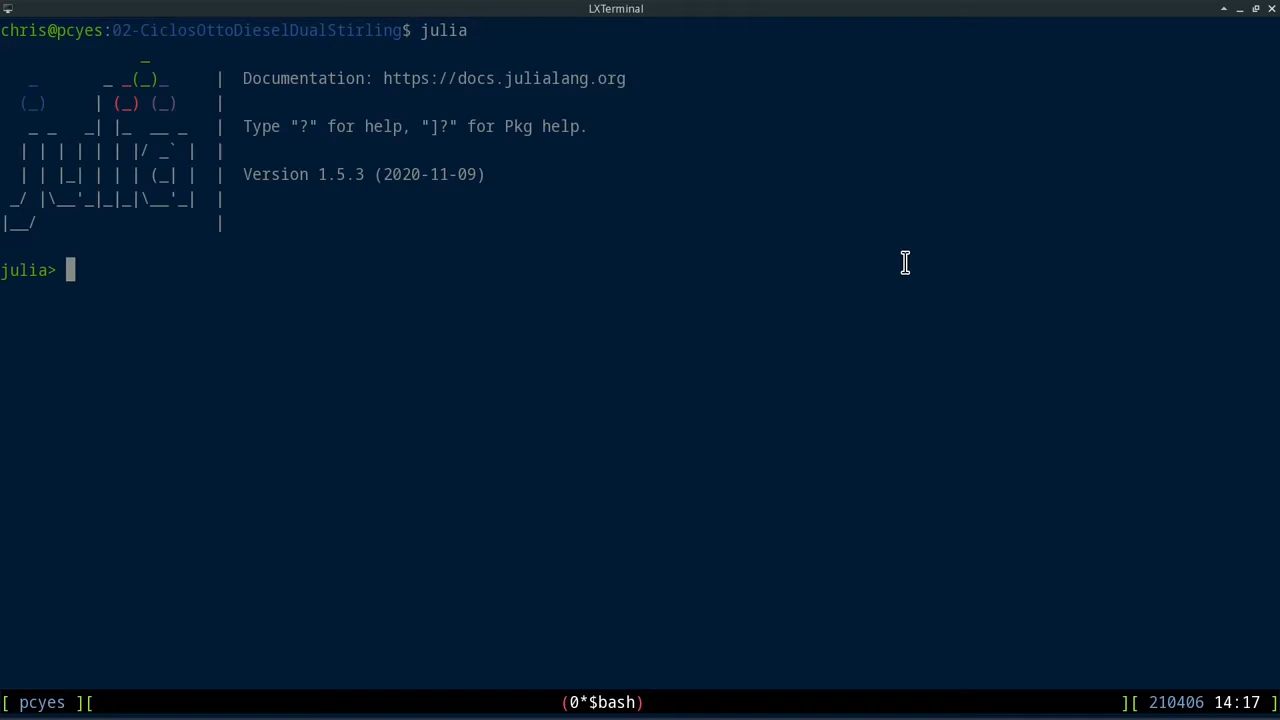 LXTerminal
chris@pcyes:02-CiclosOttoDieselDualStirling$ julia
               _
   _       _ _(_)_     |  Documentation: https://docs.julialang.org
  (_)     | (_) (_)    |
   _ _   _| |_  __ _   |  Type "?" for help, "]?" for Pkg help.
  | | | | | | |/ _` |  |
  | | |_| | | | (_| |  |  Version 1.5.3 (2020-11-09)
 _/ |\__'_|_|_|\__'_|  |
|__/                   |
julia>
[ pcyes ][ (0*$bash) ][ 210406 14:17 ]